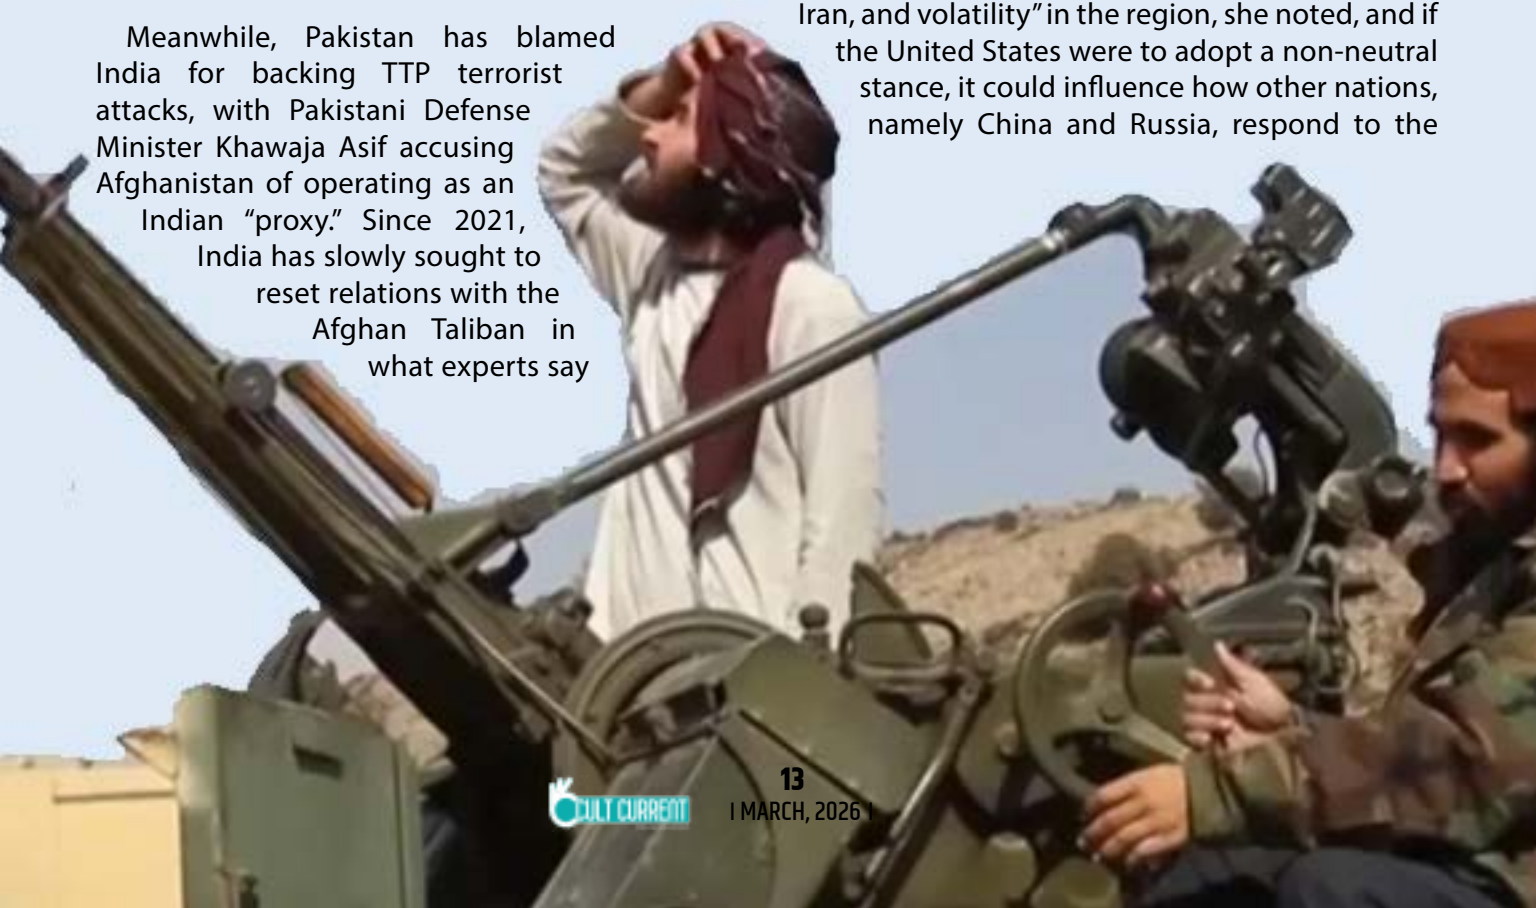 Meanwhile, Pakistan has blamed
India for backing TTP terrorist
attacks, with Pakistani Defense
Minister Khawaja Asif accusing
Afghanistan of operating as an
Indian “proxy.” Since 2021,
India has slowly sought to
reset relations with the
Afghan Taliban in
what experts say
Iran, and volatility” in the region, she noted, and if
the United States were to adopt a non-neutral
stance, it could influence how other nations,
namely China and Russia, respond to the
CULT CURRENT
13
I MARCH, 2026 I